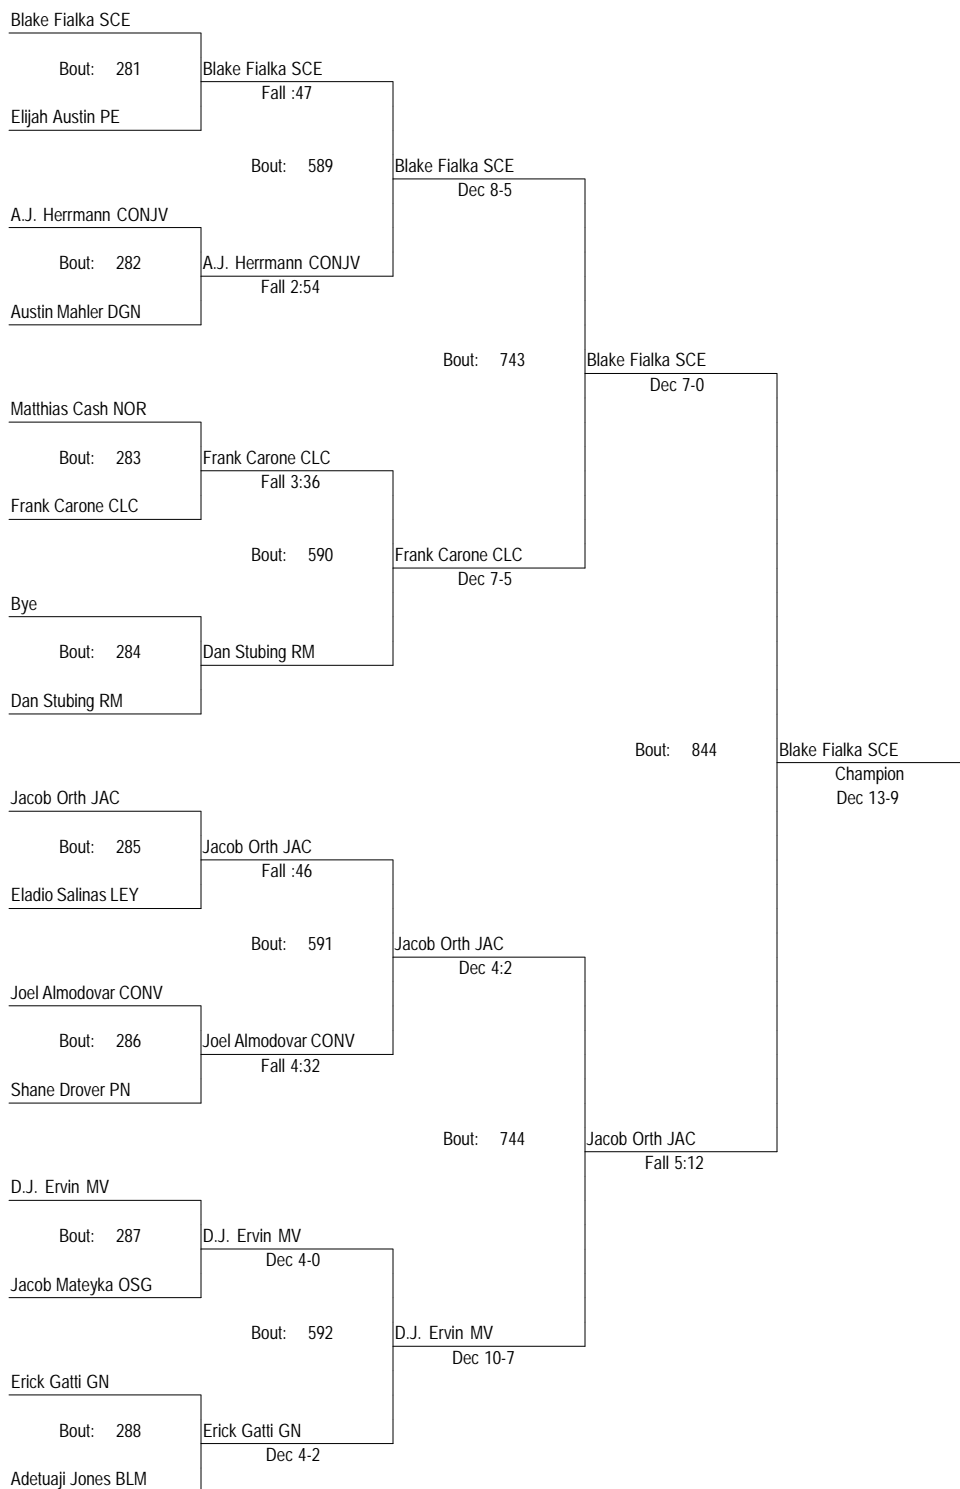 Blake Fialka SCE
Bout: 281
Blake Fialka SCE
Fall :47
Elijah Austin PE
Bout: 589
Blake Fialka SCE
Dec 8-5
A.J. Herrmann CONJV
Bout: 282
A.J. Herrmann CONJV
Fall 2:54
Austin Mahler DGN
Bout: 743
Blake Fialka SCE
Dec 7-0
Matthias Cash NOR
Bout: 283
Frank Carone CLC
Fall 3:36
Frank Carone CLC
Bout: 590
Frank Carone CLC
Dec 7-5
Bye
Bout: 284
Dan Stubing RM
Dan Stubing RM
Bout: 844
Blake Fialka SCE
Champion
Dec 13-9
Jacob Orth JAC
Bout: 285
Jacob Orth JAC
Fall :46
Eladio Salinas LEY
Bout: 591
Jacob Orth JAC
Dec 4:2
Joel Almodovar CONV
Bout: 286
Joel Almodovar CONV
Fall 4:32
Shane Drover PN
Bout: 744
Jacob Orth JAC
Fall 5:12
D.J. Ervin MV
Bout: 287
D.J. Ervin MV
Dec 4-0
Jacob Mateyka OSG
Bout: 592
D.J. Ervin MV
Dec 10-7
Erick Gatti GN
Bout: 288
Erick Gatti GN
Dec 4-2
Adetuaji Jones BLM